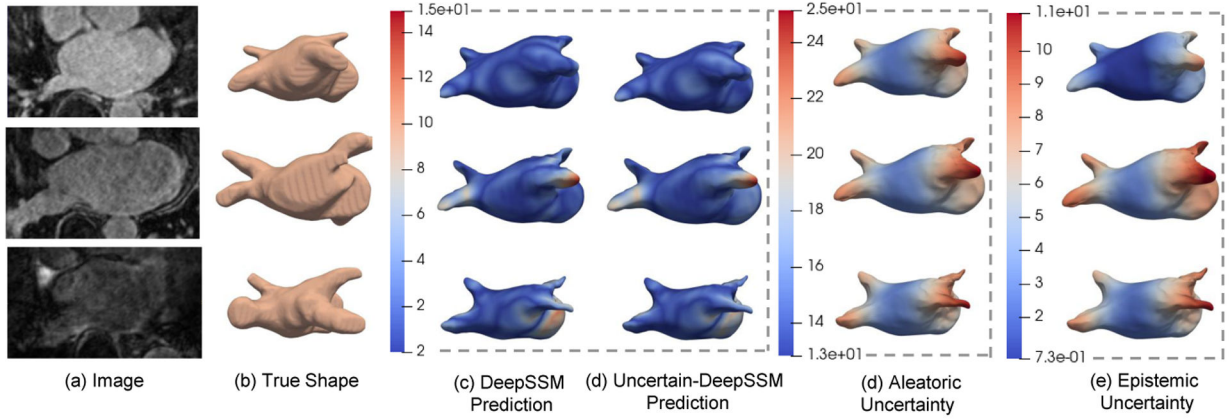 1.5e+01
14
12
10
8
6
4
2
2.5e+01
24
22
20
18
16
14
1.3e+01
1.1e+01
10
9
8
7
6
5
4
3
2
7.3e-01
(a) Image
(b) True Shape
(c) DeepSSM
Prediction
(d) Uncertain-DeepSSM
Prediction
(d) Aleatoric
Uncertainty
(e) Epistemic
Uncertainty